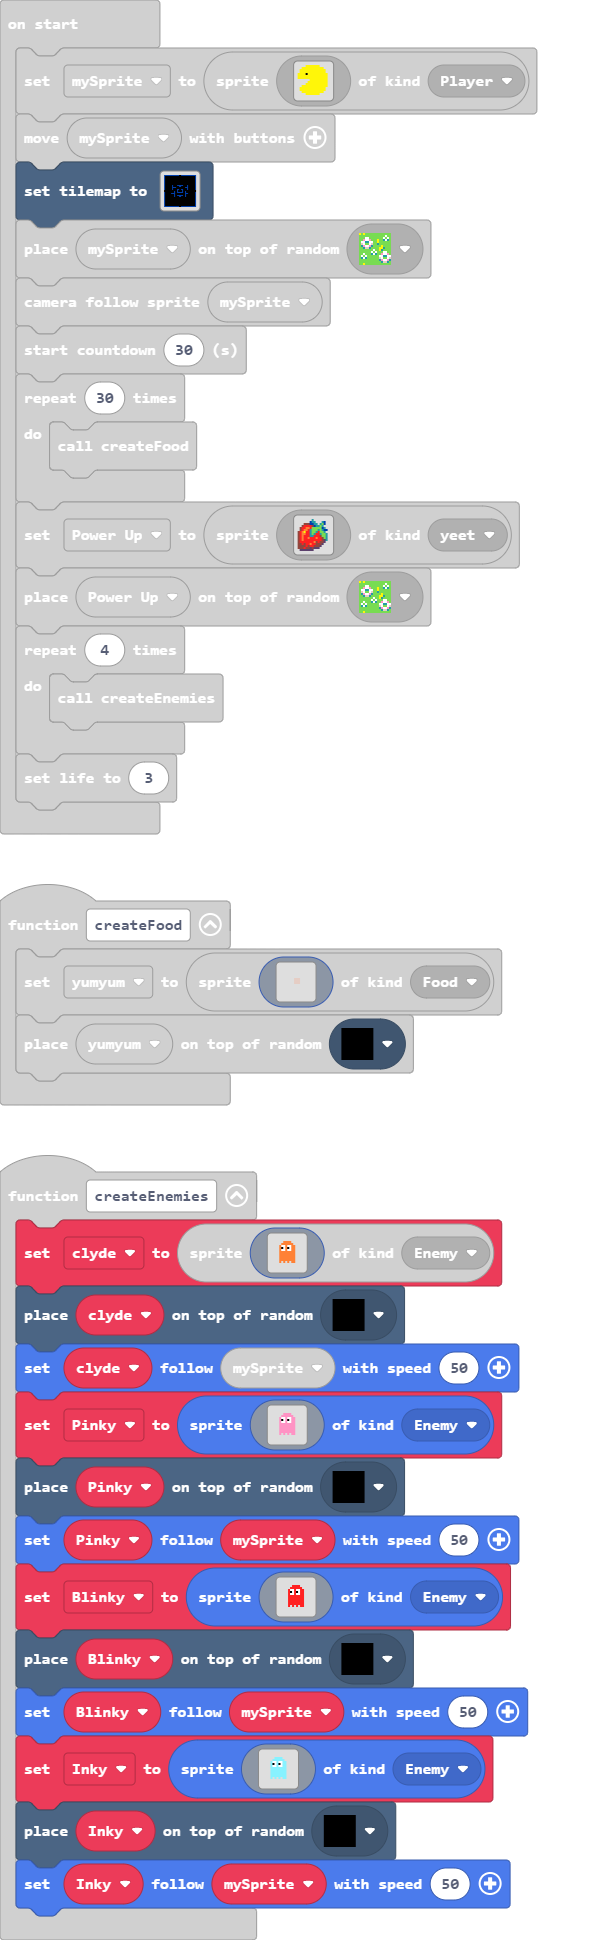 on start
set mySprite to sprite of kind Player
move mySprite with buttons
set tilemap to
place mySprite on top of random
camera follow sprite mySprite
start countdown 30 (s)
repeat 30 times
do
call createFood
set Power Up to sprite of kind yeet
place Power Up on top of random
repeat 4 times
do
call createEnemies
set life to 3
function createFood
set yumyum to sprite of kind Food
place yumyum on top of random
function createEnemies
set clyde to sprite of kind Enemy
place clyde on top of random
set clyde follow mySprite with speed 50
set Pinky to sprite of kind Enemy
place Pinky on top of random
set Pinky follow mySprite with speed 50
set Blinky to sprite of kind Enemy
place Blinky on top of random
set Blinky follow mySprite with speed 50
set Inky to sprite of kind Enemy
place Inky on top of random
set Inky follow mySprite with speed 50